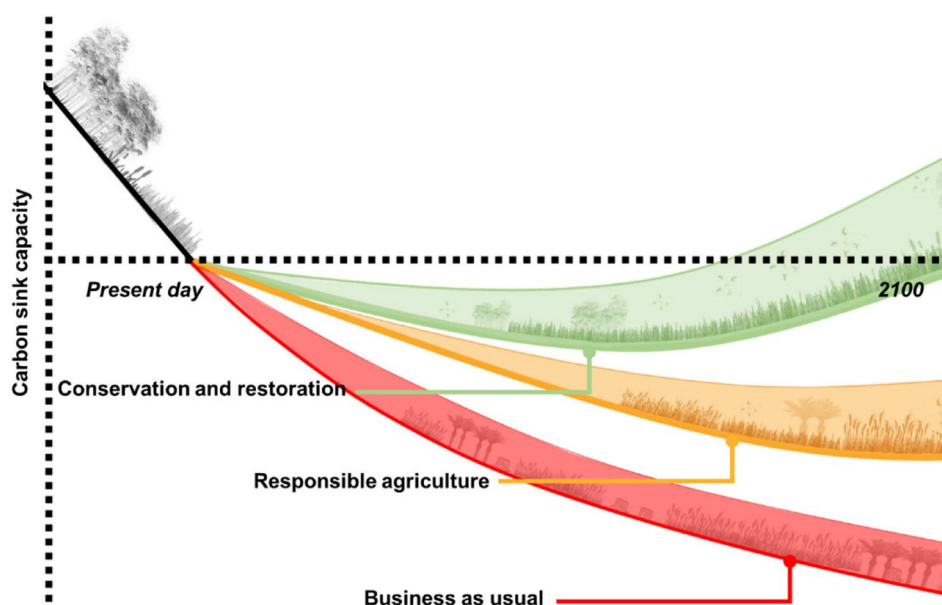 Carbon sink capacity
Present day
2100
Conservation and restoration
Responsible agriculture
Business as usual